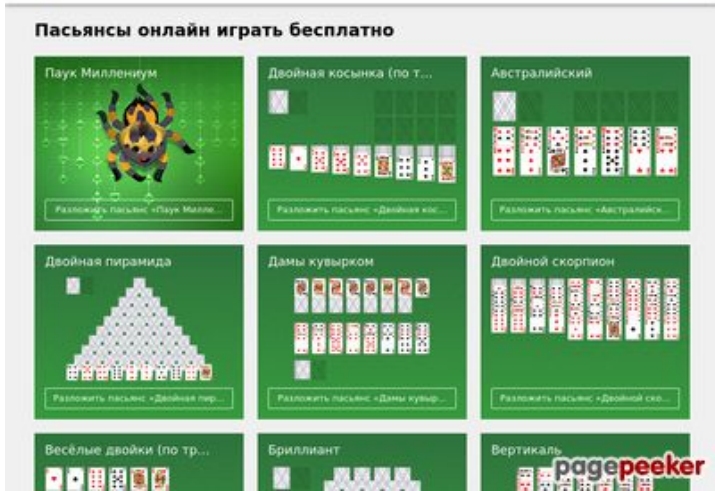 Пасьянсы онлайн играть бесплатно
Паук Миллениум
Двойная косынка (по т...
Австралийский
Разложить пасьянс «Паук Милле...
Разложить пасьянс «Двойная кос...
Разложить пасьянс «Австралийск...
Двойная пирамида
Дамы кувырком
Двойной скорпион
Разложить пасьянс «Двойная пир...
Разложить пасьянс «Дамы кувыр...
Разложить пасьянс «Двойной ско...
Весёлые двойки (по тр...
Бриллиант
Вертикаль
pagepeeker